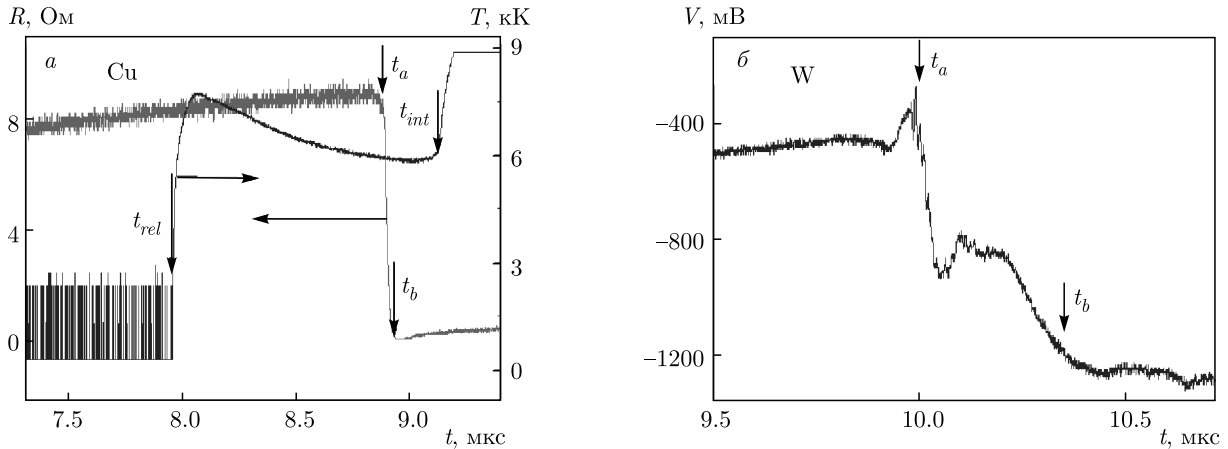 R, Ом
T, кК
а
Cu
t_a
t_int
t_rel
t_b
8
4
0
9
6
3
0
7.5 8.0 8.5 9.0
t, мкс
V, мВ
б
W
t_a
t_b
−400
−800
−1200
9.5 10.0 10.5
t, мкс